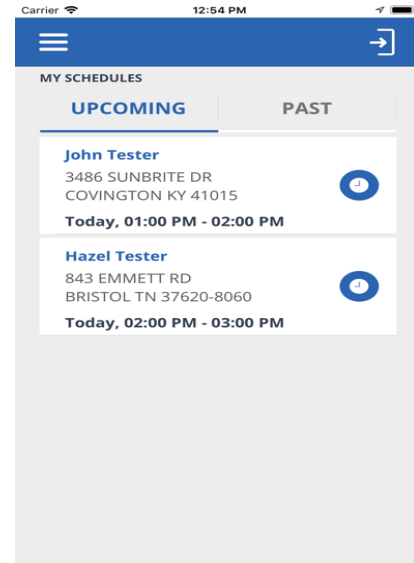 Carrier 12:54 PM
MY SCHEDULES
UPCOMING PAST
John Tester
3486 SUNBRITE DR
COVINGTON KY 41015
Today, 01:00 PM - 02:00 PM
Hazel Tester
843 EMMETT RD
BRISTOL TN 37620-8060
Today, 02:00 PM - 03:00 PM